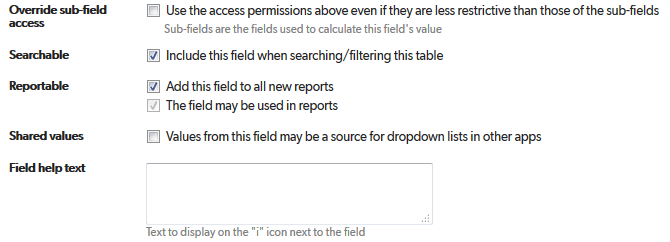 Override sub-field access
Use the access permissions above even if they are less restrictive than those of the sub-fields
Sub-fields are the fields used to calculate this field's value
Searchable
Include this field when searching/filtering this table
Reportable
Add this field to all new reports
The field may be used in reports
Shared values
Values from this field may be a source for dropdown lists in other apps
Field help text
Text to display on the "i" icon next to the field